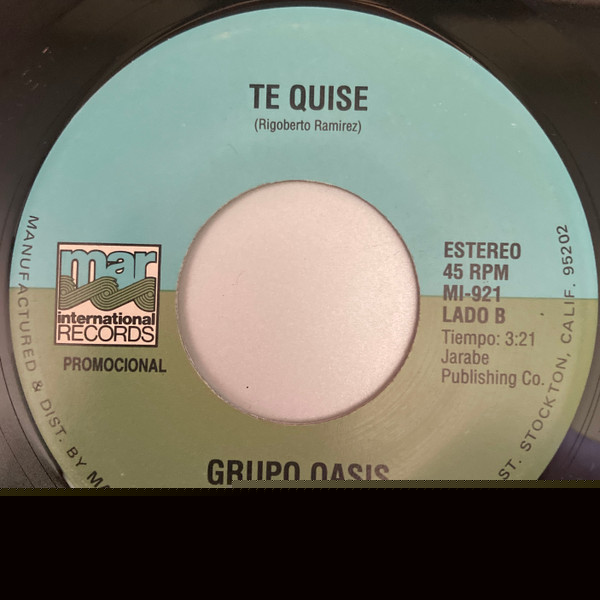 TE QUISE
(Rigoberto Ramirez)
mar
international
RECORDS
PROMOCIONAL
ESTEREO
45 RPM
MI-921
LADO B
Tiempo: 3:21
Jarabe
Publishing Co.
GRUPO OASIS
MANUFACTURED & DIST. BY
ST. STOCKTON, CALIF. 95202